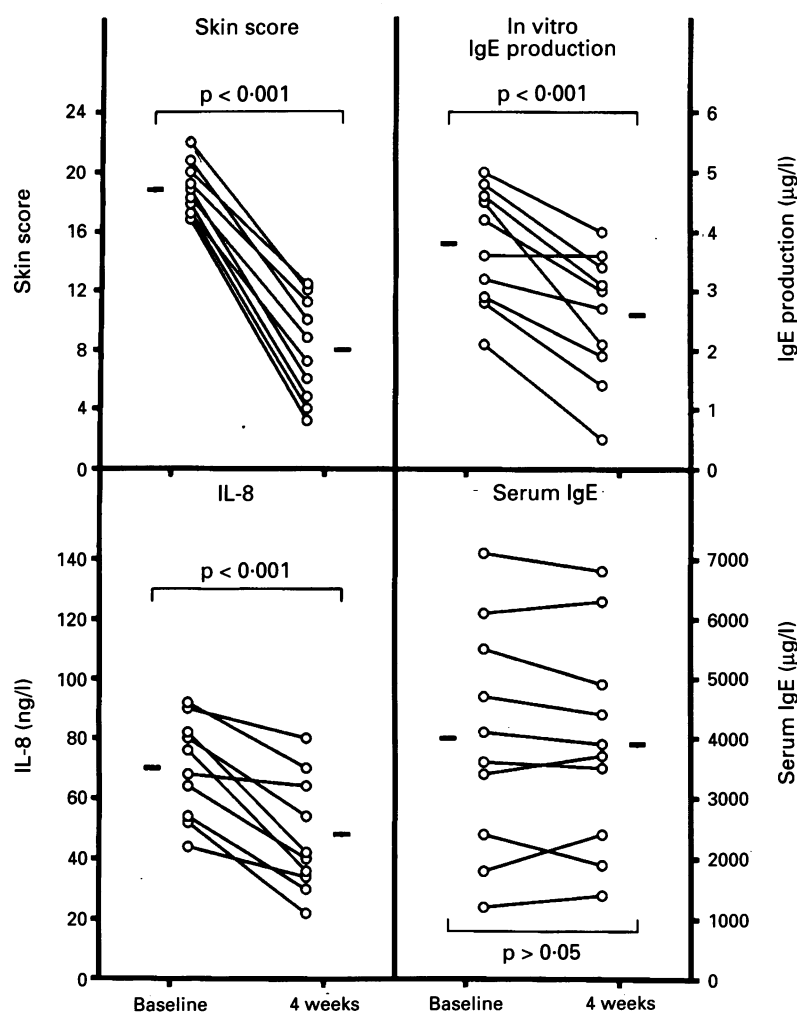 Skin score
In vitro
IgE production
p < 0·001
p < 0·001
24
20
16
12
8
4
0
Skin score
6
5
4
3
2
1
0
IgE production (µg/l)
IL-8
Serum IgE
p < 0·001
140
120
100
80
60
40
20
0
IL-8 (ng/l)
7000
6000
5000
4000
3000
2000
1000
0
Serum IgE (µg/l)
p > 0·05
Baseline
4 weeks
Baseline
4 weeks